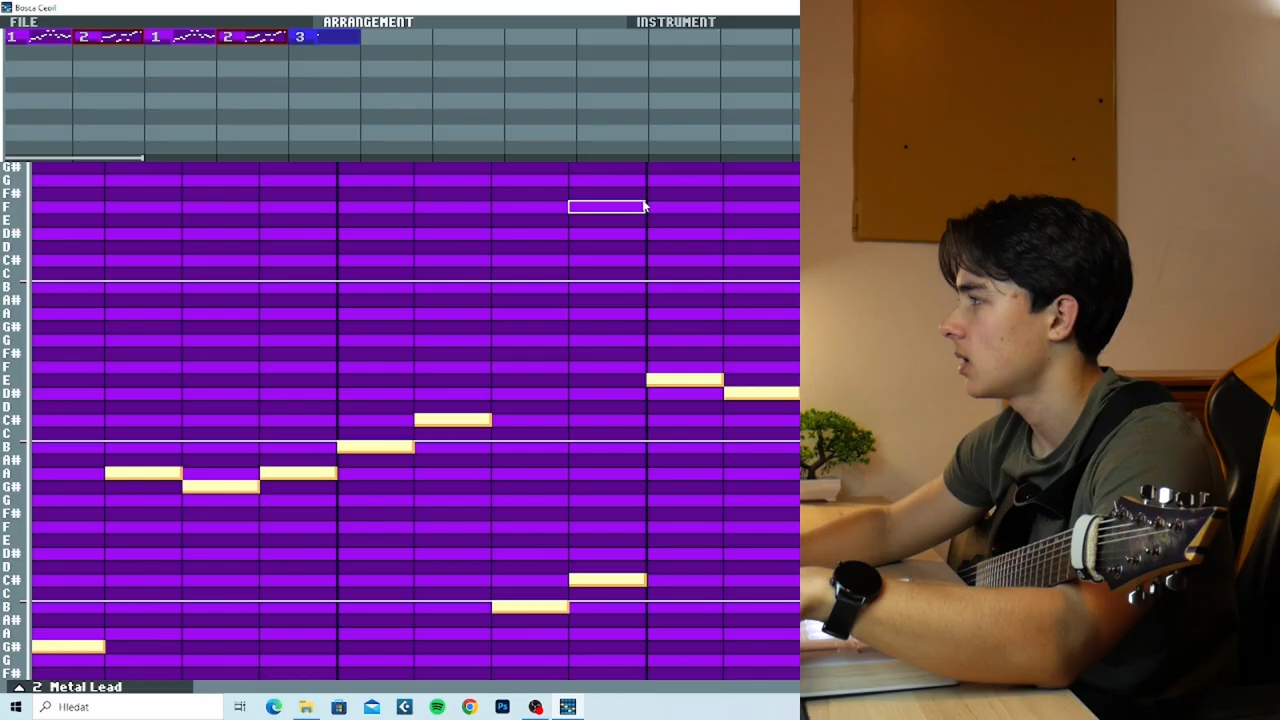 Bosca Ceoil
FILE ARRANGEMENT INSTRUMENT
1 2 1 2 3
G#
G
F#
F
E
D#
D
C#
C
B
A#
A
G#
G
F#
F
E
D#
D
C#
C
B
A#
A
G#
G
F#
F
E
D#
D
C#
C
B
A#
A
G#
G
F#
2 Metal Lead
Hledat